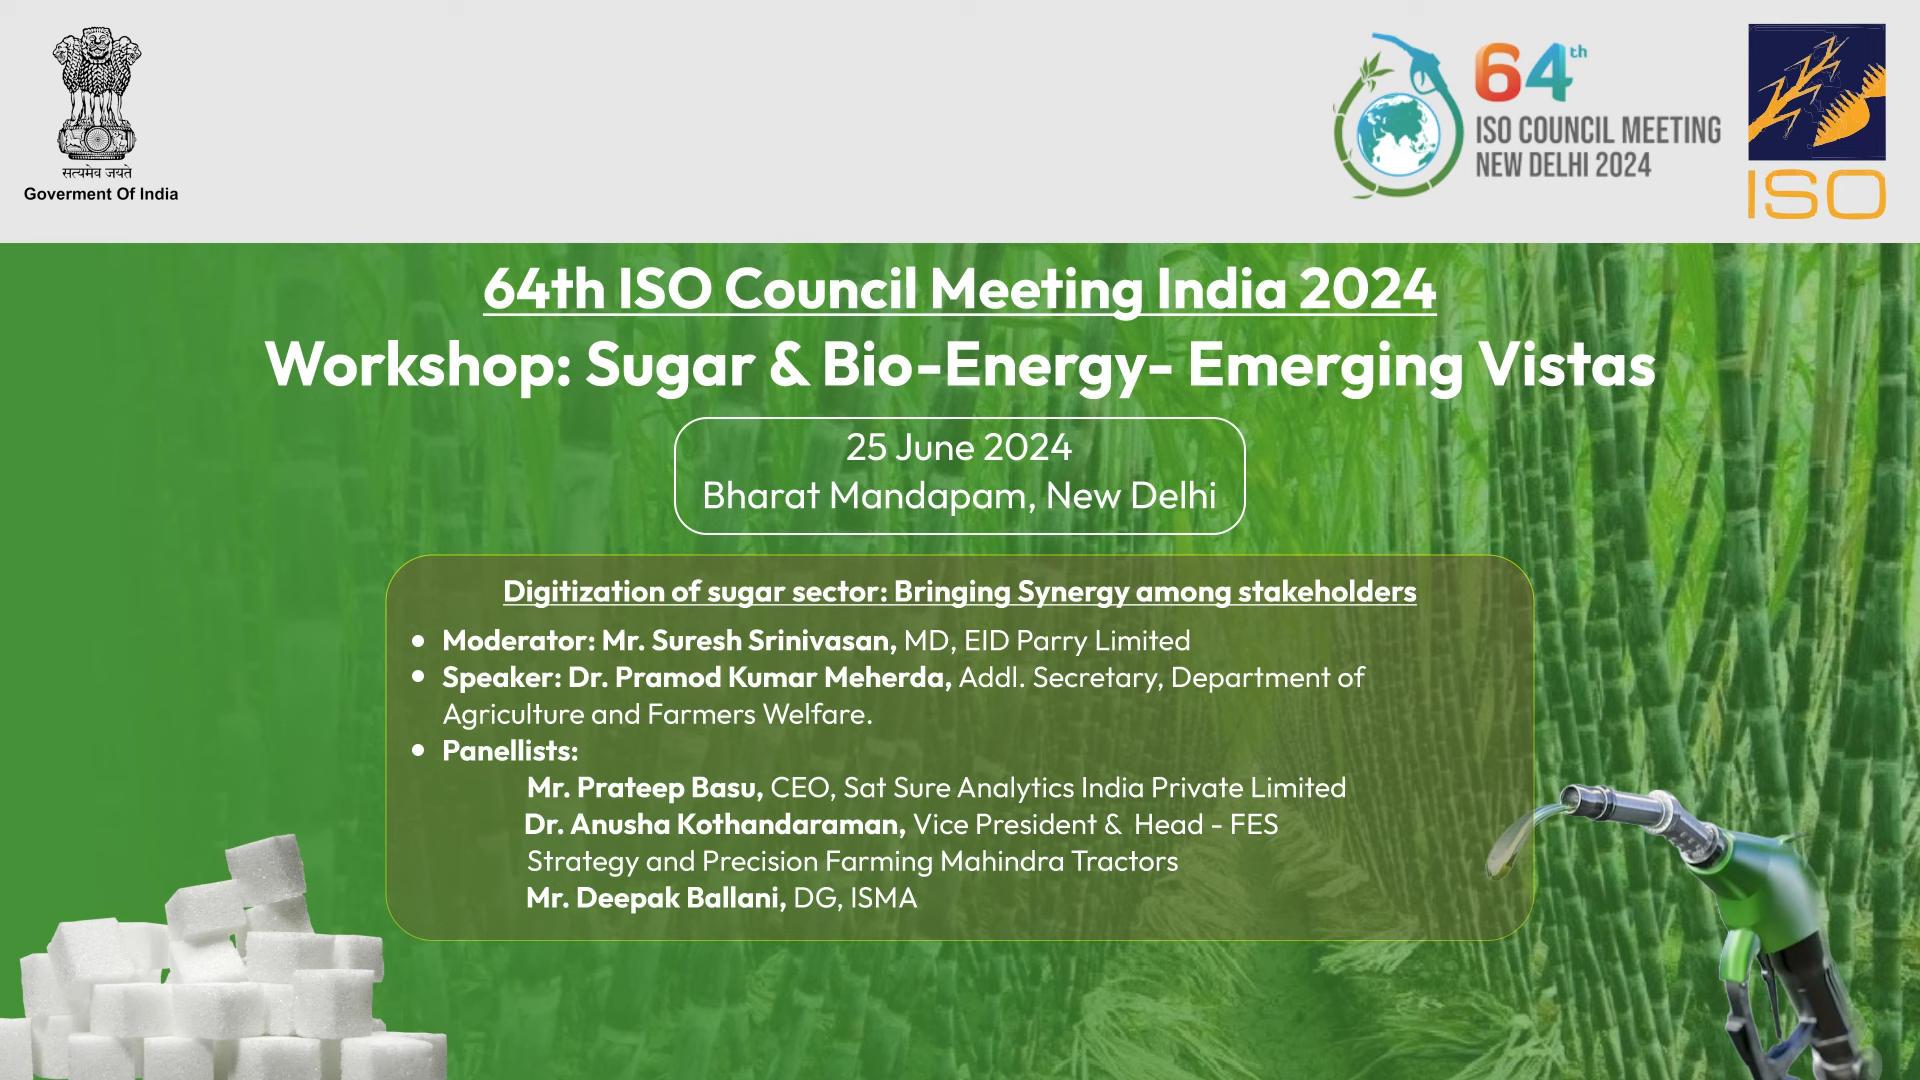 सत्यमेव जयते
Goverment Of India
64th
ISO COUNCIL MEETING
NEW DELHI 2024
ISO
64th ISO Council Meeting India 2024
Workshop: Sugar & Bio-Energy- Emerging Vistas
25 June 2024
Bharat Mandapam, New Delhi
Digitization of sugar sector: Bringing Synergy among stakeholders
• Moderator: Mr. Suresh Srinivasan, MD, EID Parry Limited
• Speaker: Dr. Pramod Kumar Meherda, Addl. Secretary, Department of
Agriculture and Farmers Welfare.
• Panellists:
Mr. Prateep Basu, CEO, Sat Sure Analytics India Private Limited
Dr. Anusha Kothandaraman, Vice President & Head - FES
Strategy and Precision Farming Mahindra Tractors
Mr. Deepak Ballani, DG, ISMA